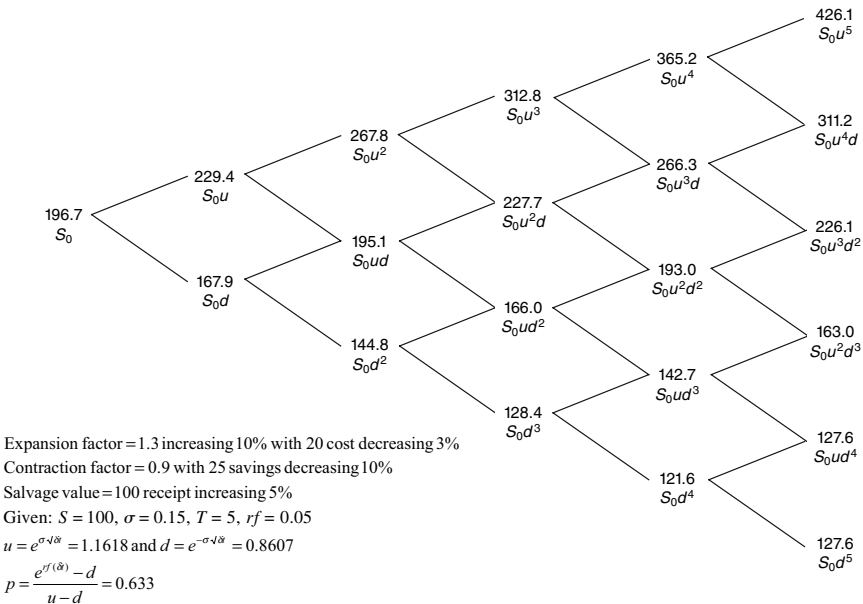 426.1
S₀u⁵
365.2
S₀u⁴
312.8
S₀u³
311.2
S₀u⁴d
267.8
S₀u²
266.3
S₀u³d
229.4
S₀u
227.7
S₀u²d
226.1
S₀u³d²
196.7
S₀
195.1
S₀ud
193.0
S₀u²d²
167.9
S₀d
166.0
S₀ud²
163.0
S₀u²d³
144.8
S₀d²
142.7
S₀ud³
128.4
S₀d³
127.6
S₀ud⁴
121.6
S₀d⁴
127.6
S₀d⁵
Expansion factor = 1.3 increasing 10% with 20 cost decreasing 3%
Contraction factor = 0.9 with 25 savings decreasing 10%
Salvage value = 100 receipt increasing 5%
Given: S = 100, σ = 0.15, T = 5, rf = 0.05
u = e^{σ√δt} = 1.1618 and d = e^{−σ√δt} = 0.8607
p = (e^{rf(δt)} − d)/(u − d) = 0.633